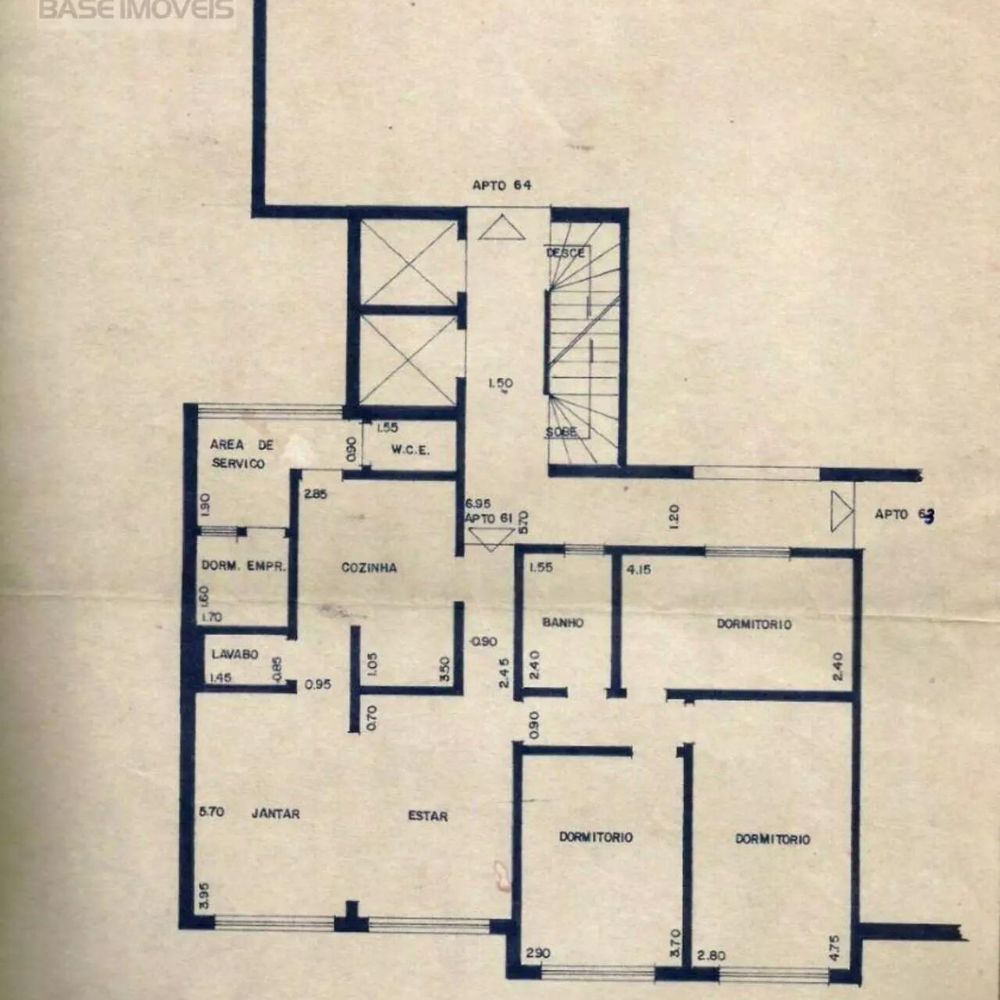 BASE IMÓVEIS
APTO 64
DESCE
1.50
SOBE
1.55
W.C.E.
0.90
AREA DE
SERVICO
1.90
2.85
6.95
APTO 61
5.70
1.20
APTO 63
DORM. EMPR.
1.60
1.70
COZINHA
1.55
4.15
BANHO
DORMITORIO
2.40
2.40
LAVABO
1.45
0.85
0.95
1.05
3.50
0.90
2.45
0.70
0.90
5.70
JANTAR
ESTAR
DORMITORIO
DORMITORIO
3.95
2.90
3.70
2.80
4.75